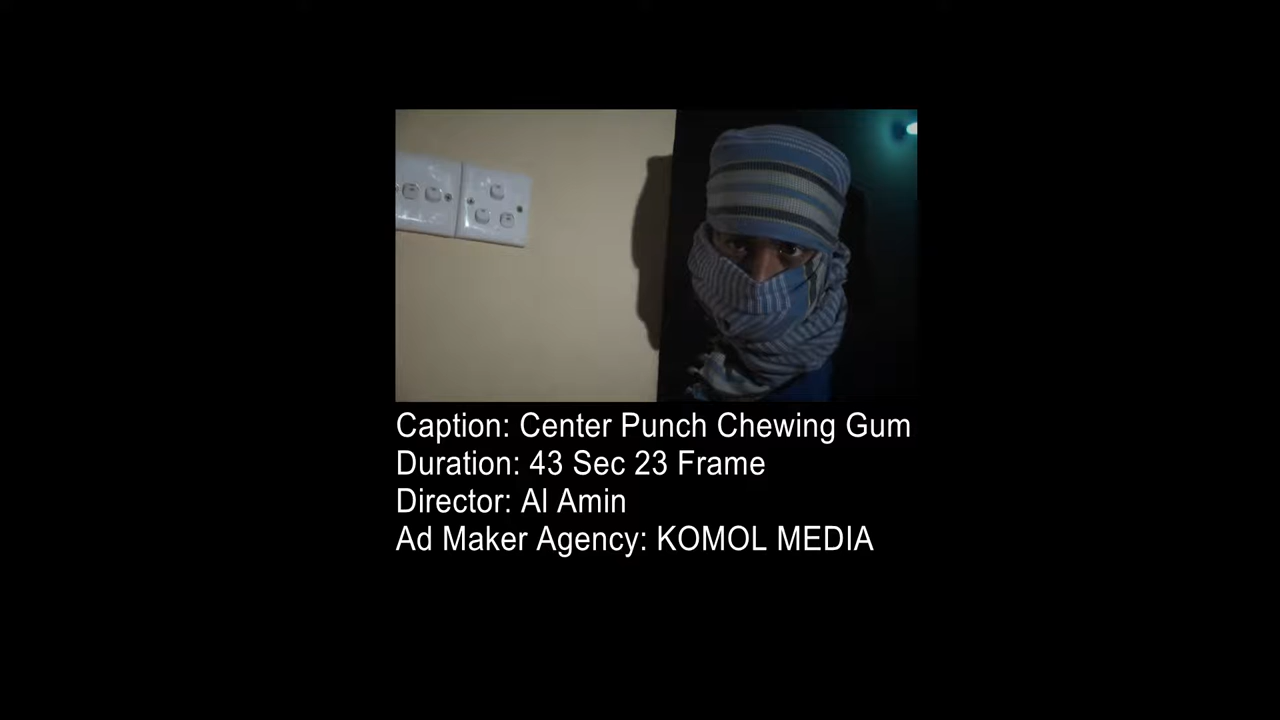 Caption: Center Punch Chewing Gum
Duration: 43 Sec 23 Frame
Director: Al Amin
Ad Maker Agency: KOMOL MEDIA